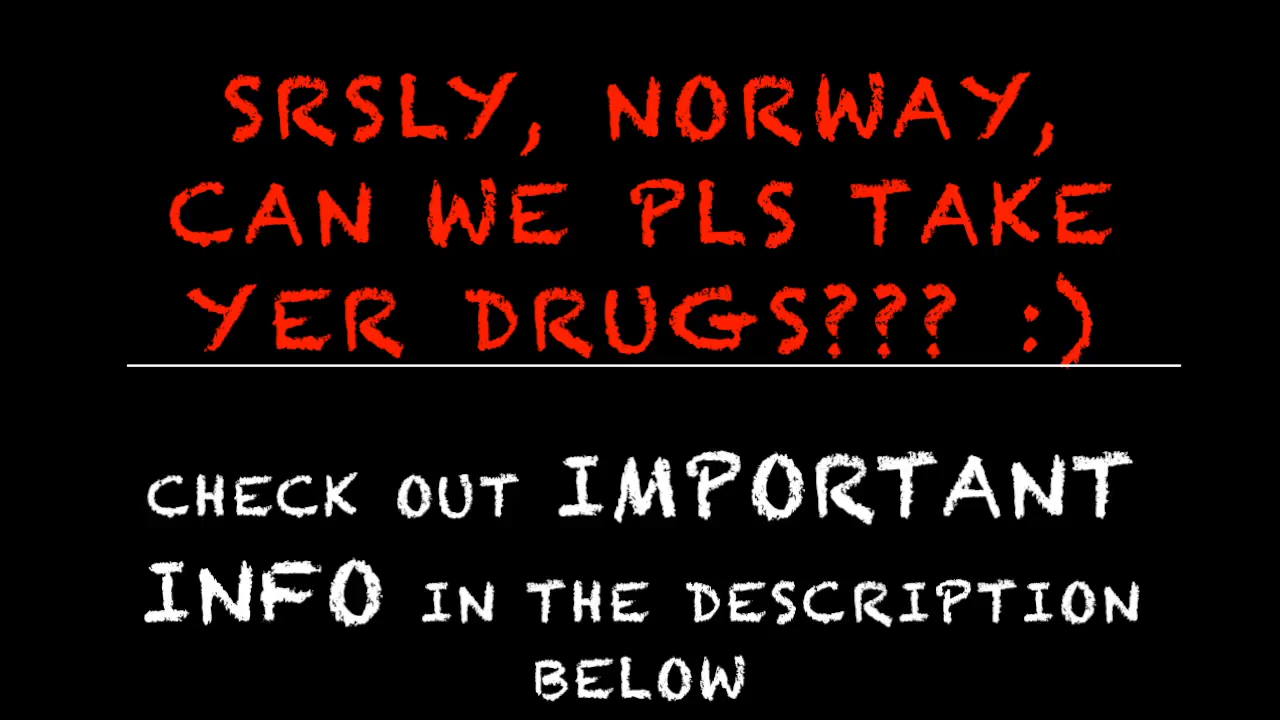 SRSLY, NORWAY,
CAN WE PLS TAKE
YER DRUGS??? :)
CHECK OUT IMPORTANT
INFO IN THE DESCRIPTION
BELOW